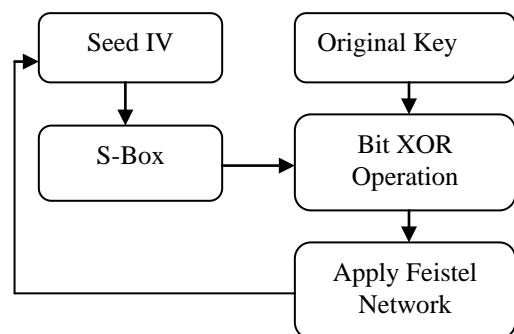 Seed IV
Original Key
S-Box
Bit XOR
Operation
Apply Feistel
Network